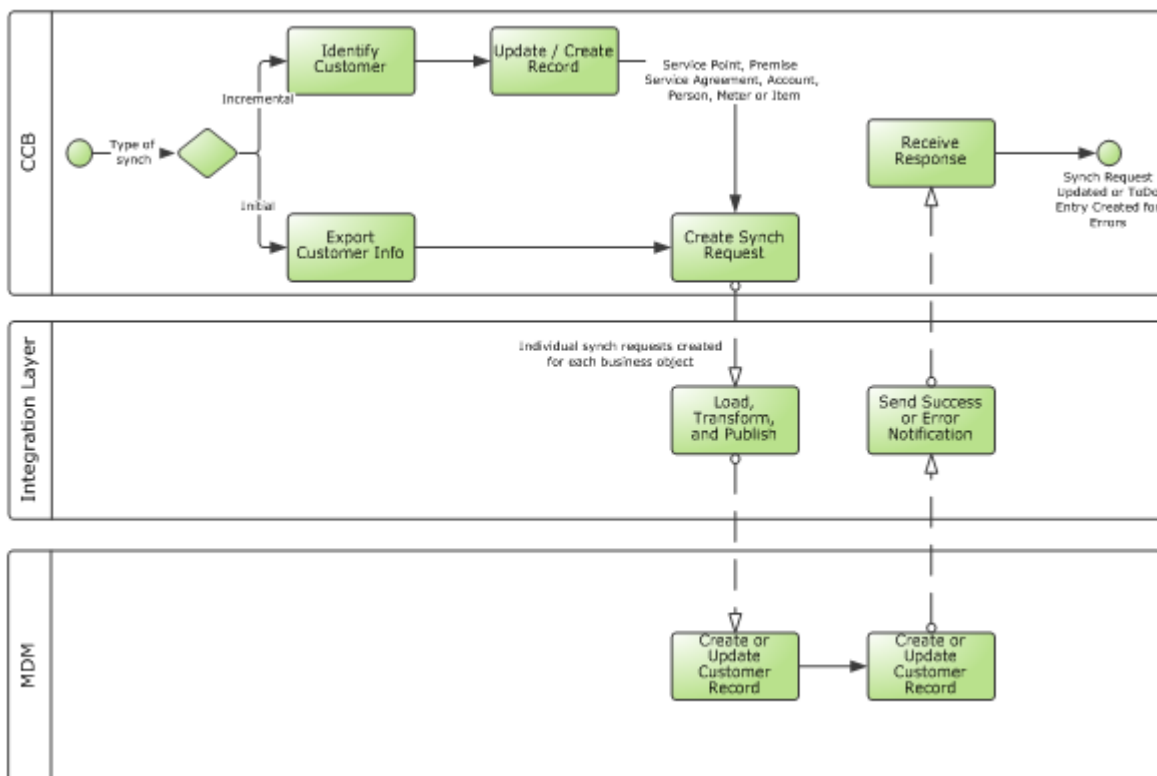 CCB
Type of
synch
Incremental
Initial
Identify
Customer
Update / Create
Record
Service Point, Premise
Service Agreement, Account,
Person, Meter or Item
Export
Customer Info
Create Synch
Request
Receive
Response
Synch Request
Updated or ToDo
Entry Created for
Errors
Integration Layer
Individual synch requests created
for each business object
Load,
Transform,
and Publish
Send Success
or Error
Notification
MDM
Create or
Update
Customer
Record
Create or
Update
Customer
Record